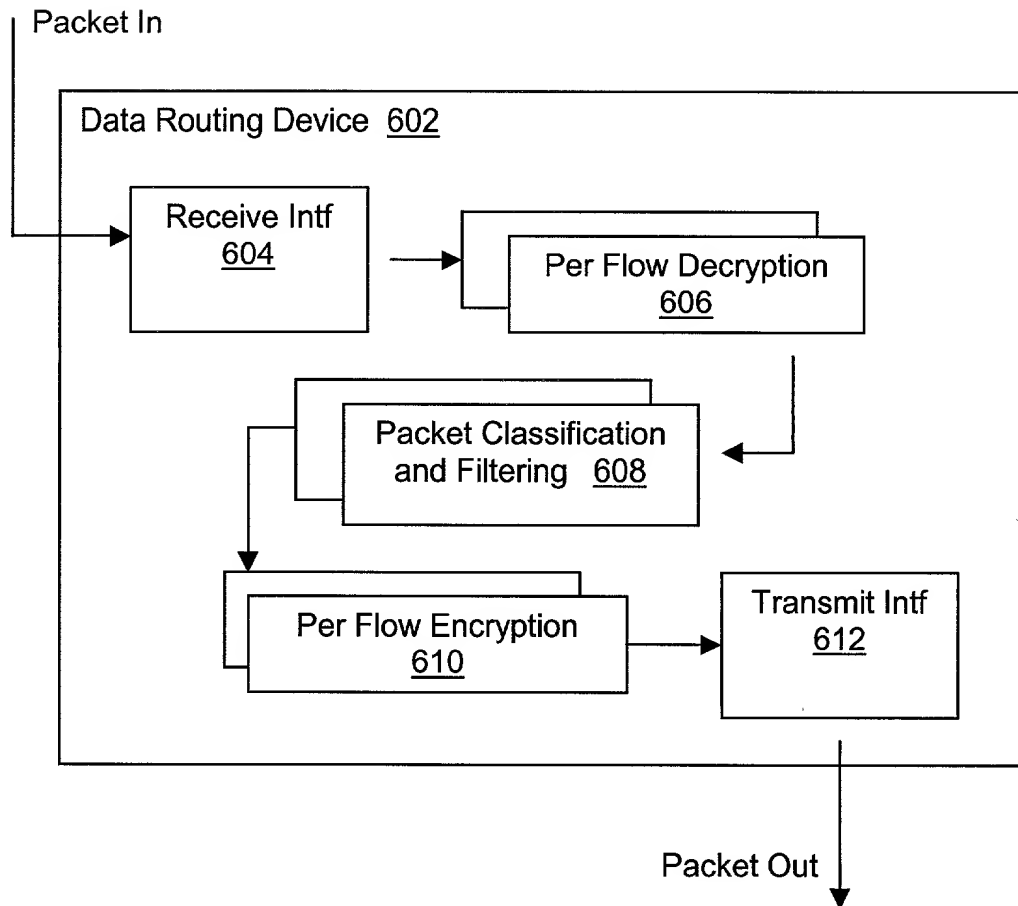 Packet In
Data Routing Device 602
Receive Intf
604
Per Flow Decryption
606
Packet Classification
and Filtering 608
Per Flow Encryption
610
Transmit Intf
612
Packet Out